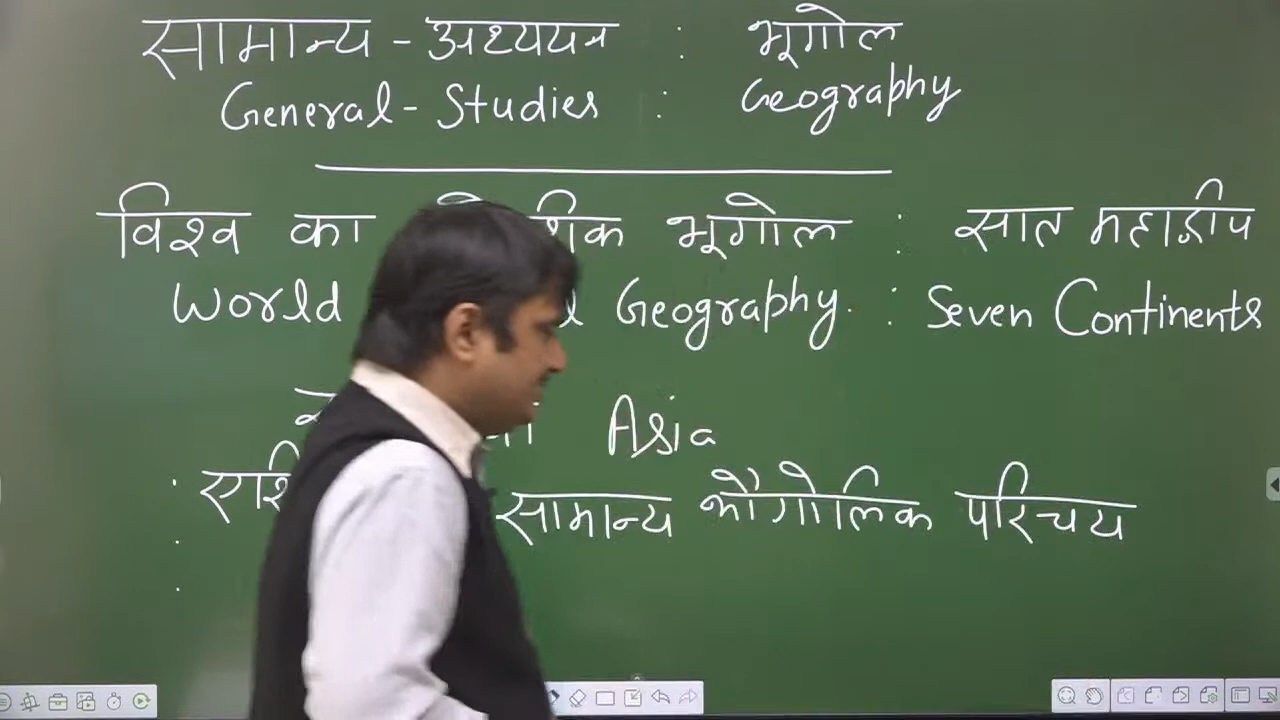 सामान्य - अध्ययन : भूगोल
General - Studies : Geography
विश्व का भूगोल : सात महाद्वीप
World Geography : Seven Continents
Asia
: सामान्य भौगोलिक परिचय